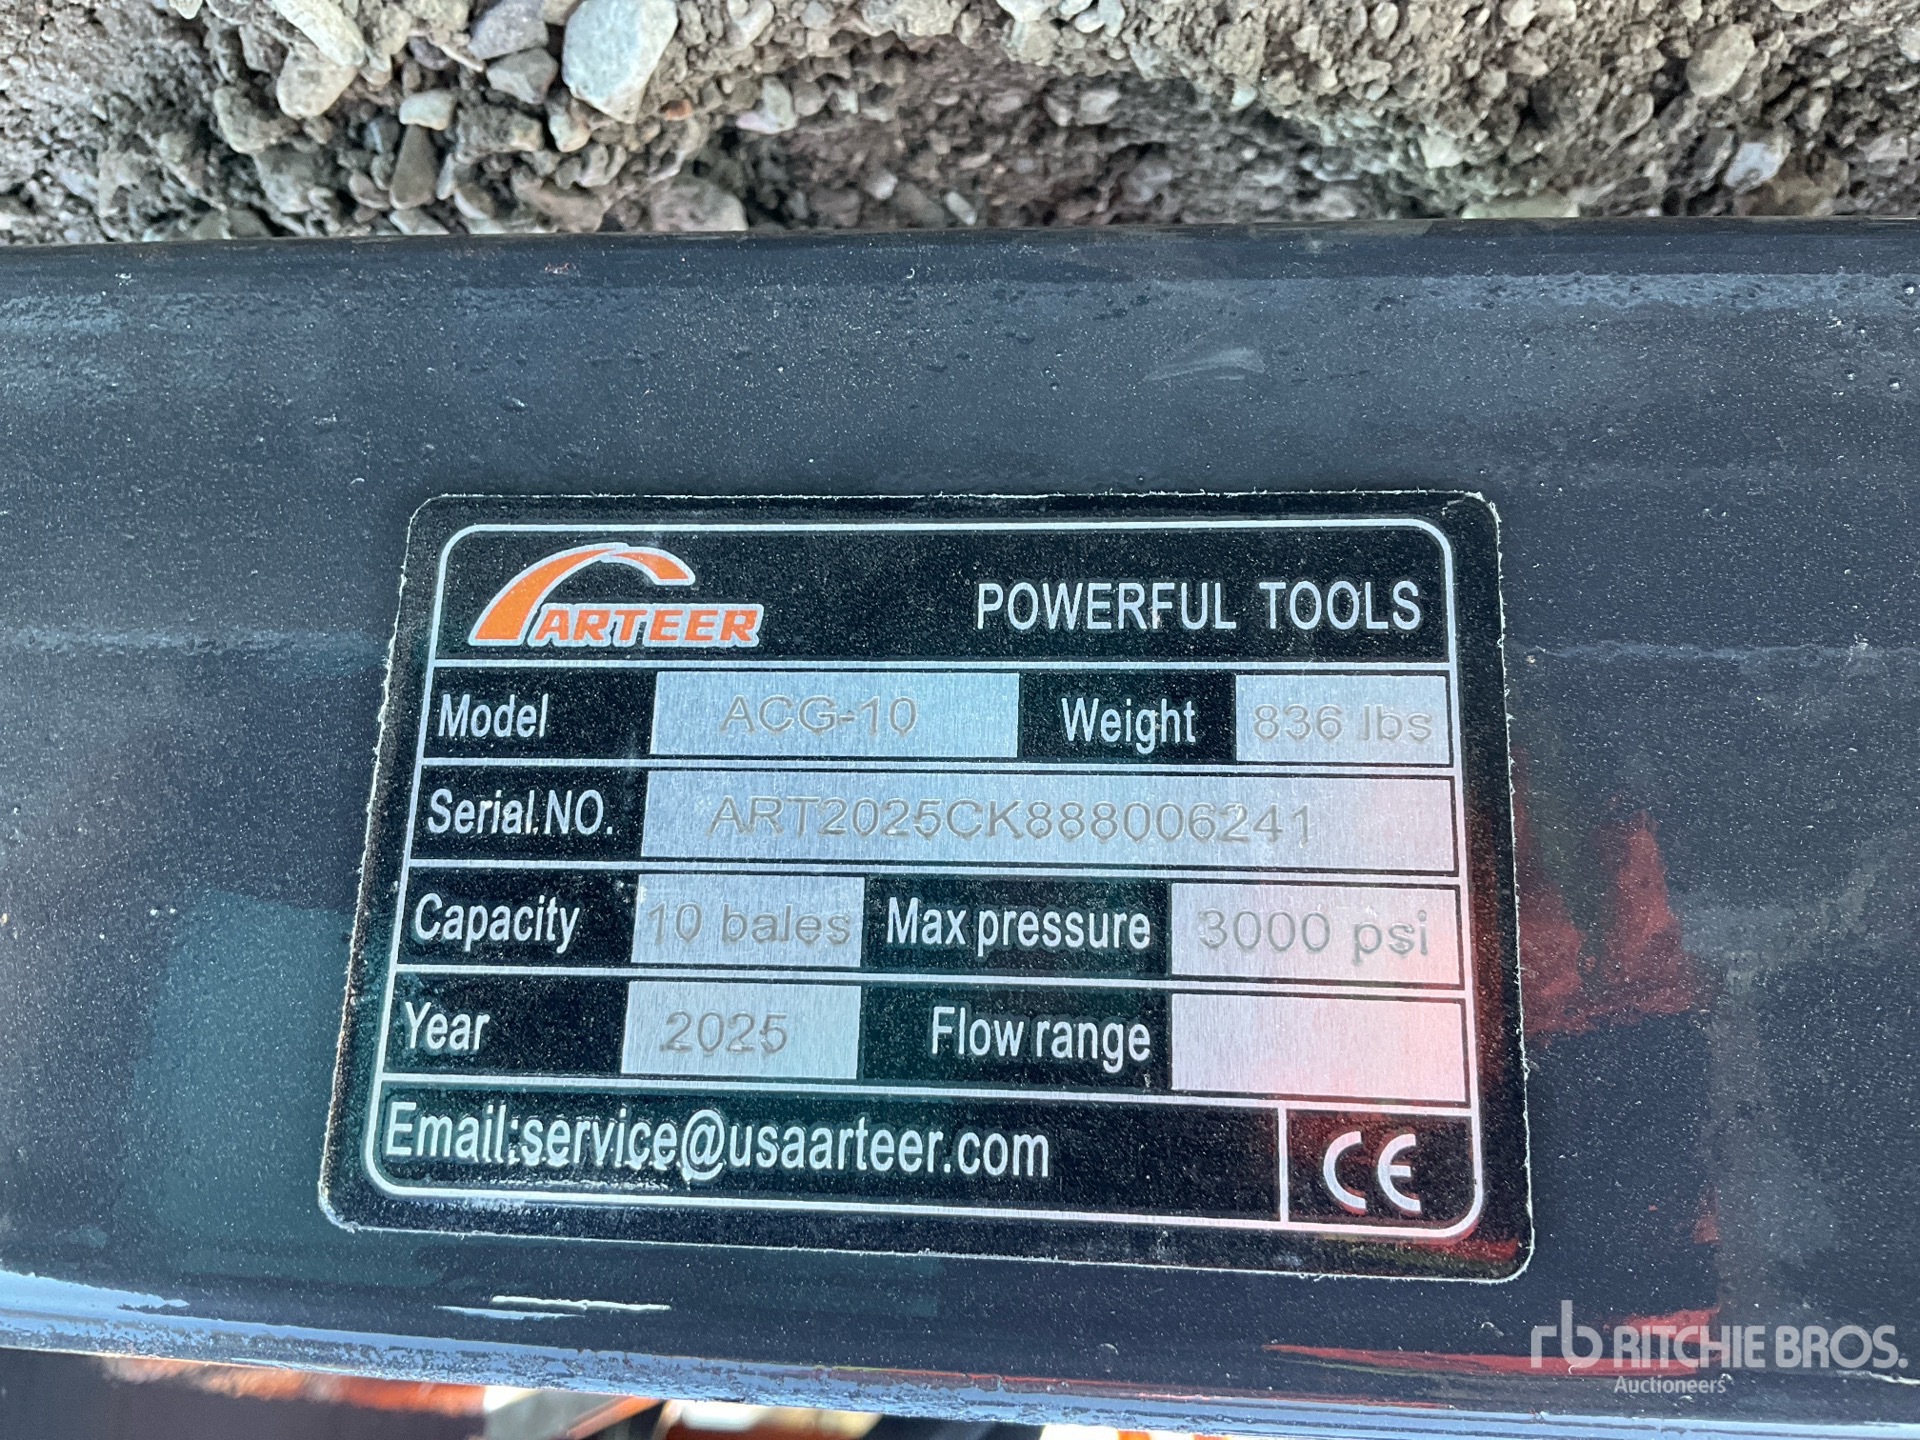 ARTEER POWERFUL TOOLS
Model ACG-10 Weight 836 lbs
Serial NO. ART2025CK888006241
Capacity 10 bales Max pressure 3000 psi
Year 2025 Flow range
Email:service@usaarteer.com CE
rb RITCHIE BROS.
Auctioneers